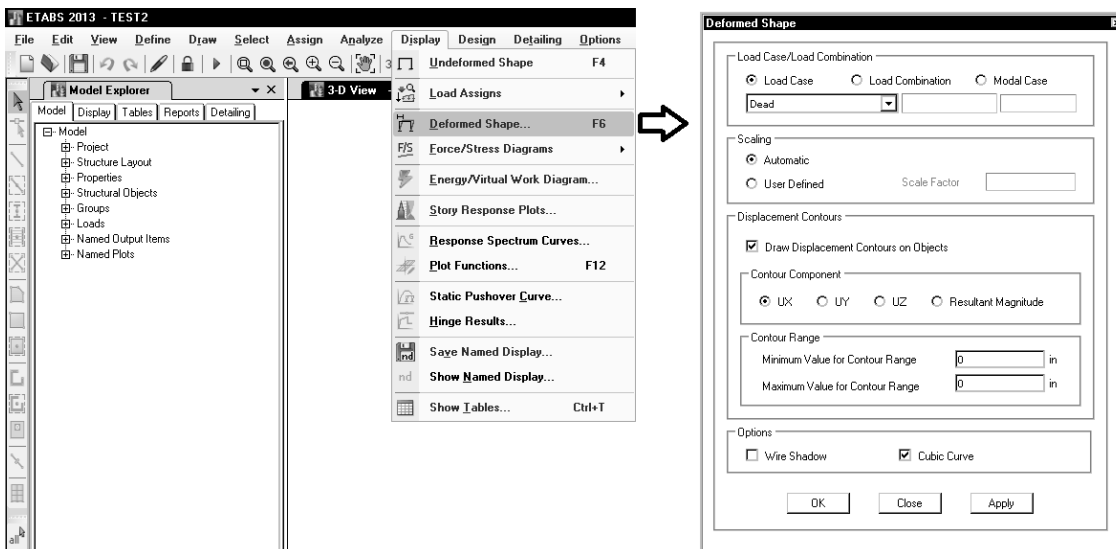 ETABS 2013 - TEST2
File Edit View Define Draw Select Assign Analyze Display Design Detailing Options
3
Model Explorer
3-D View
Model Display Tables Reports Detailing
Model
Project
Structure Layout
Properties
Structural Objects
Groups
Loads
Named Output Items
Named Plots
all
Undeformed Shape F4
Load Assigns
Deformed Shape... F6
F/S Force/Stress Diagrams
Energy/Virtual Work Diagram...
Story Response Plots...
Response Spectrum Curves...
Plot Functions... F12
Static Pushover Curve...
Hinge Results...
nd Save Named Display...
nd Show Named Display...
Show Tables... Ctrl+T
Deformed Shape
Load Case/Load Combination
Load Case Load Combination Modal Case
Dead
Scaling
Automatic
User Defined Scale Factor
Displacement Contours
Draw Displacement Contours on Objects
Contour Component
UX UY UZ Resultant Magnitude
Contour Range
Minimum Value for Contour Range 0 in
Maximum Value for Contour Range 0 in
Options
Wire Shadow Cubic Curve
OK Close Apply